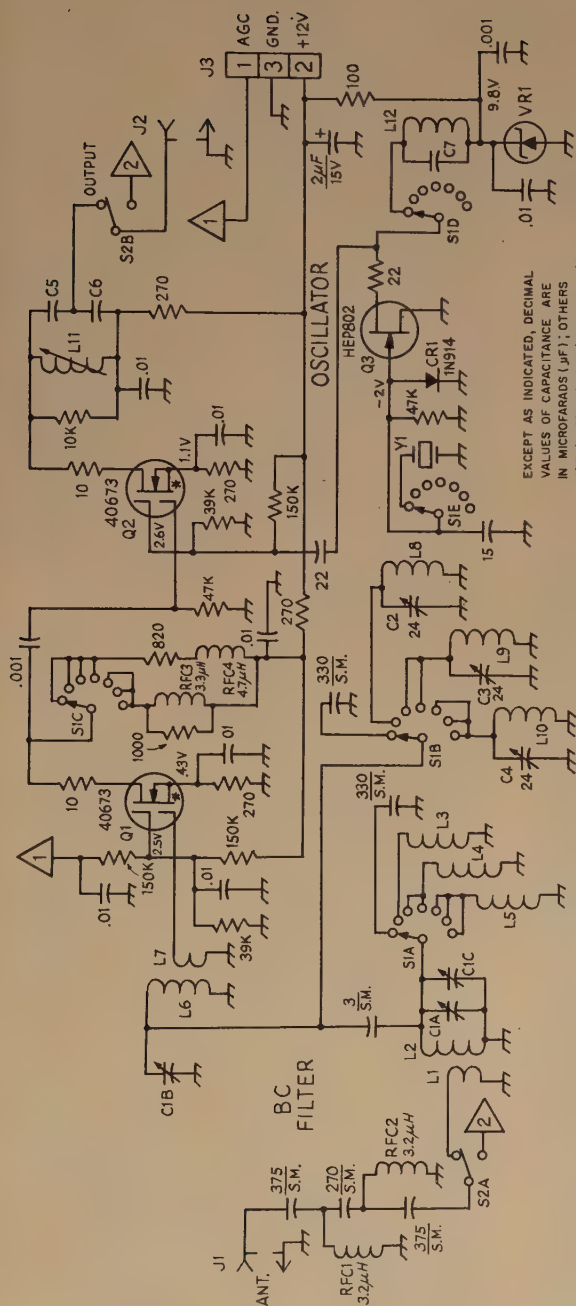 J1
ANT.
375
S.M.
RFC1
3.2μH
270
S.M.
RFC2
3.2μH
375
S.M.
S2A
2
BC
FILTER
C1B
L6
L7
L1
L2
C1A
C1C
3
S.M.
S1A
330
S.M.
L3
L4
L5
1
.01
150K
2.5V
Q1
40673
10
.43V
.01
270
39K
.01
150K
S1C
1000
820
RFC3
3.3μH
RFC4
4.7μH
.01
270
.001
47K
S1B
330
S.M.
C2
24
L8
C3
24
L9
C4
24
L10
Q2
40673
2.6V
10
1.1V
.01
270
39K
150K
22
10K
L11
.01
C5
C6
270
OUTPUT
S2B
2
J2
1
J3
1
AGC
3
GND.
2
+12V
2μF
15V
100
OSCILLATOR
S1E
Y1
15
47K
CR1
1N914
-2V
Q3
HEP802
22
S1D
C7
L12
9.8V
.001
.01
VR1
EXCEPT AS INDICATED, DECIMAL
VALUES OF CAPACITANCE ARE
IN MICROFARADS (μF); OTHERS